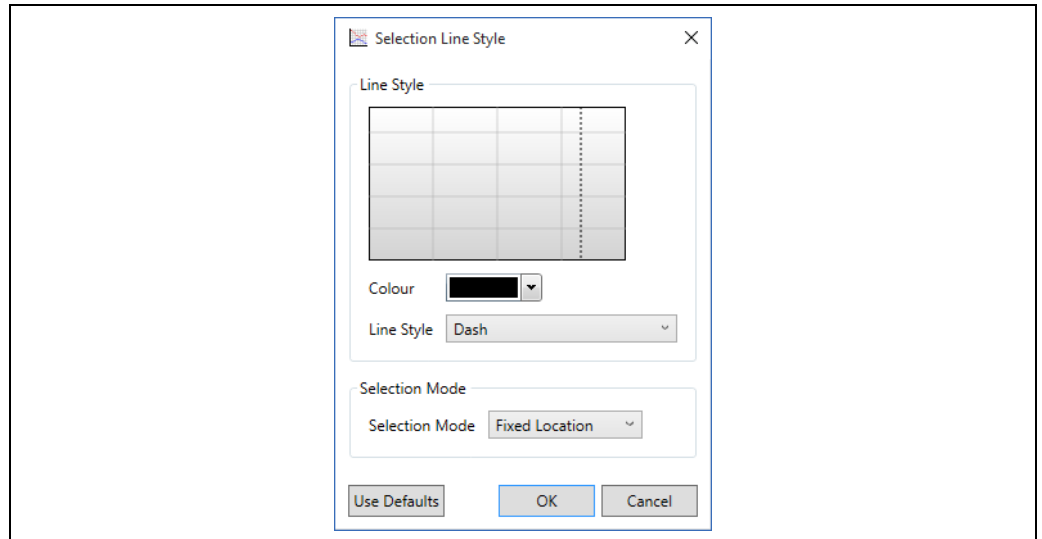 Selection Line Style
Line Style
Colour
Line Style Dash
Selection Mode
Selection Mode Fixed Location
Use Defaults OK Cancel